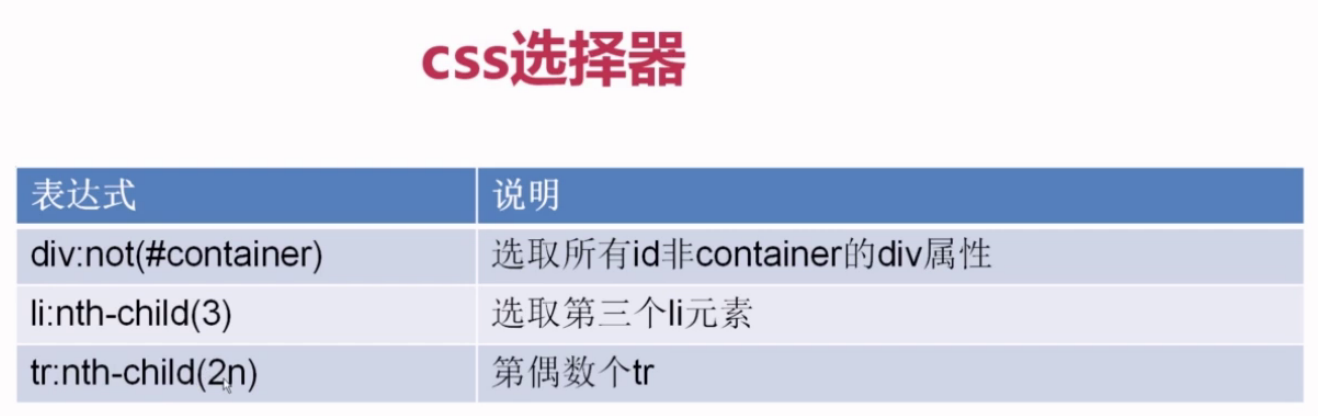 css选择器
表达式 说明
div:not(#container) 选取所有id非container的div属性
li:nth-child(3) 选取第三个li元素
tr:nth-child(2n) 第偶数个tr